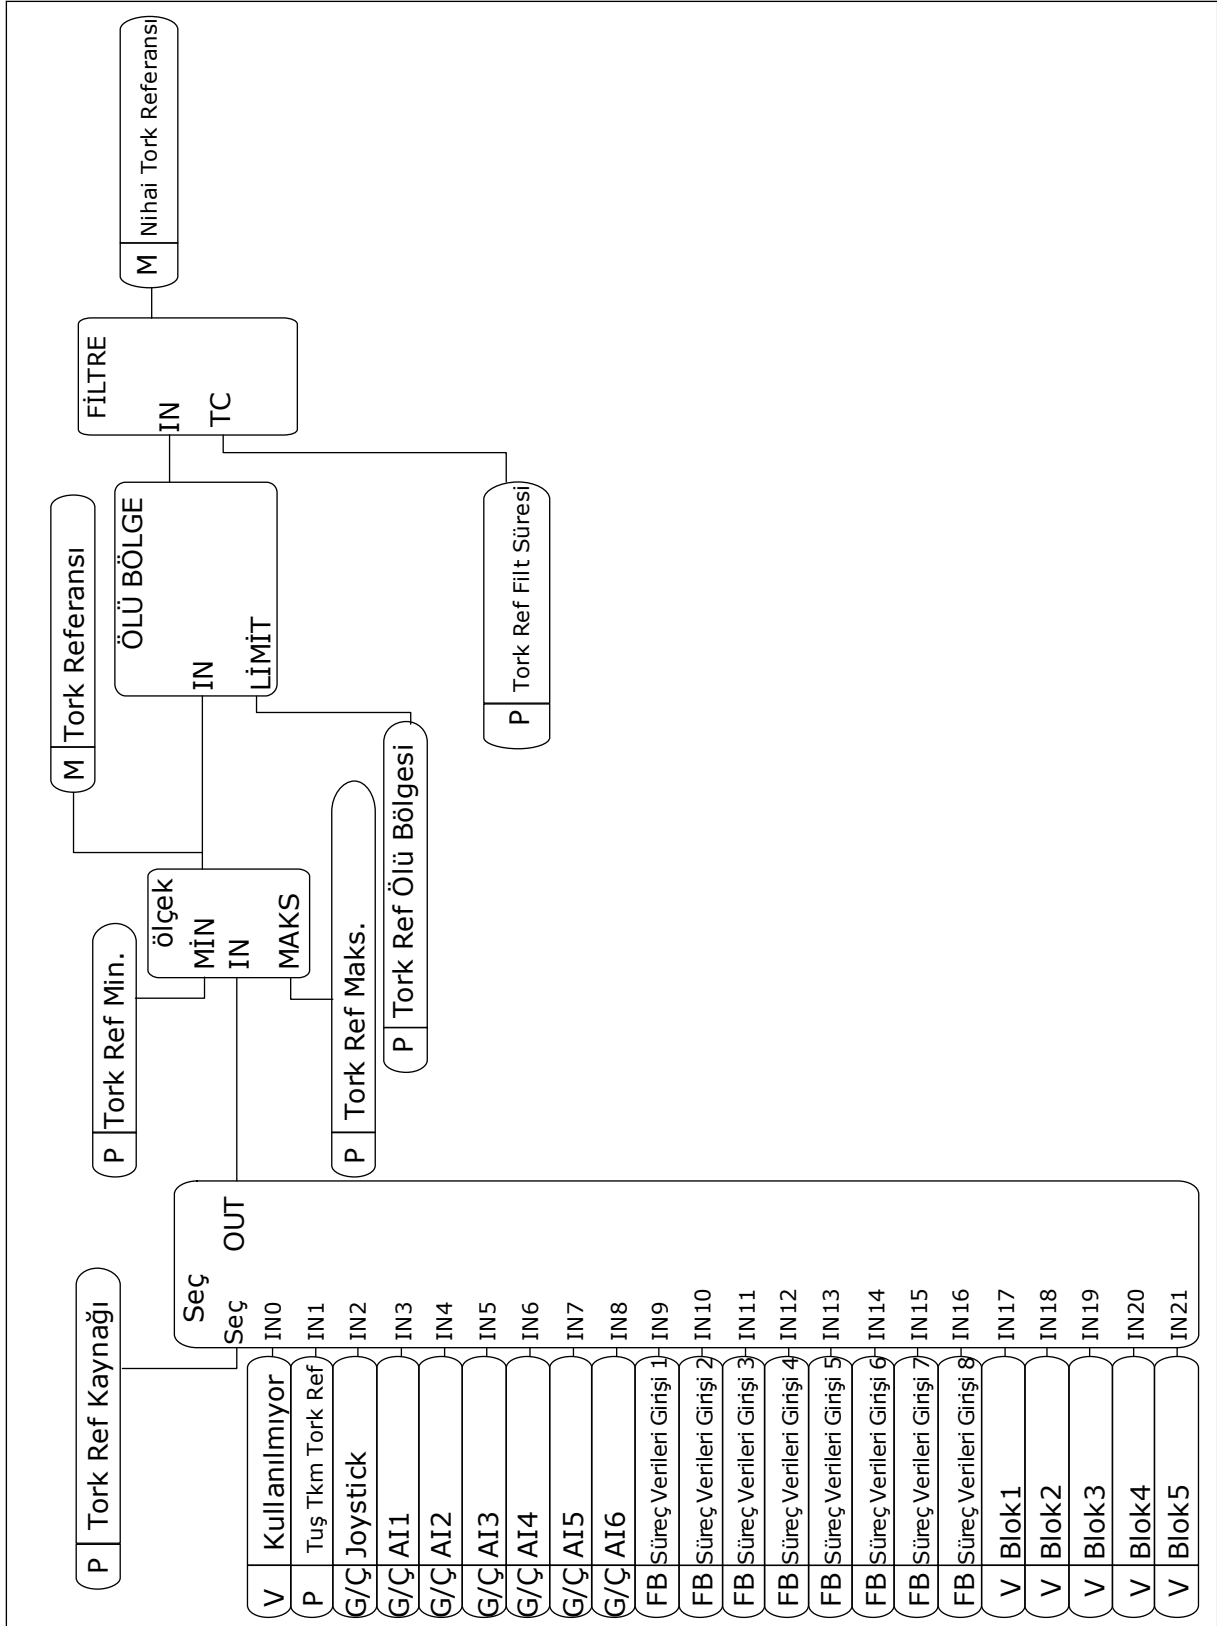 P Tork Ref Kaynağı
Seç
Seç OUT
V Kullanılmıyor IN0
P Tuş Tkm Tork Ref IN1
G/Ç Joystick IN2
G/Ç AI1 IN3
G/Ç AI2 IN4
G/Ç AI3 IN5
G/Ç AI4 IN6
G/Ç AI5 IN7
G/Ç AI6 IN8
FB Süreç Verileri Girişi 1 IN9
FB Süreç Verileri Girişi 2 IN10
FB Süreç Verileri Girişi 3 IN11
FB Süreç Verileri Girişi 4 IN12
FB Süreç Verileri Girişi 5 IN13
FB Süreç Verileri Girişi 6 IN14
FB Süreç Verileri Girişi 7 IN15
FB Süreç Verileri Girişi 8 IN16
V Blok1 IN17
V Blok2 IN18
V Blok3 IN19
V Blok4 IN20
V Blok5 IN21
P Tork Ref Min.
ölçek
MİN
IN
MAKS
P Tork Ref Maks.
P Tork Ref Ölü Bölgesi
M Tork Referansı
ÖLÜ BÖLGE
IN
LİMİT
P Tork Ref Filt Süresi
FİLTRE
IN
TC
M Nihai Tork Referansı